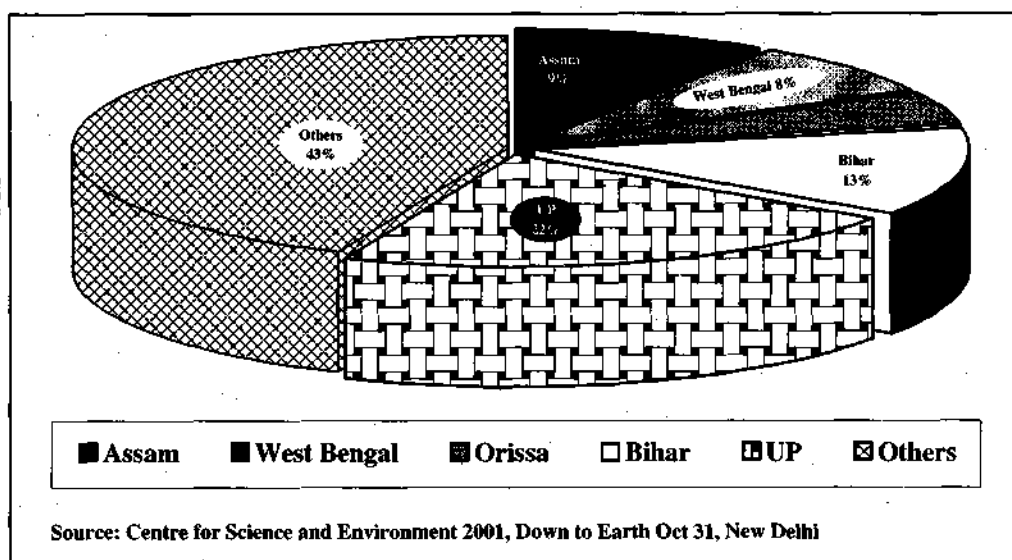 Assam
9%
West Bengal 8%
Others
43%
Bihar
13%
UP
22%
Assam West Bengal Orissa Bihar UP Others
Source: Centre for Science and Environment 2001, Down to Earth Oct 31, New Delhi